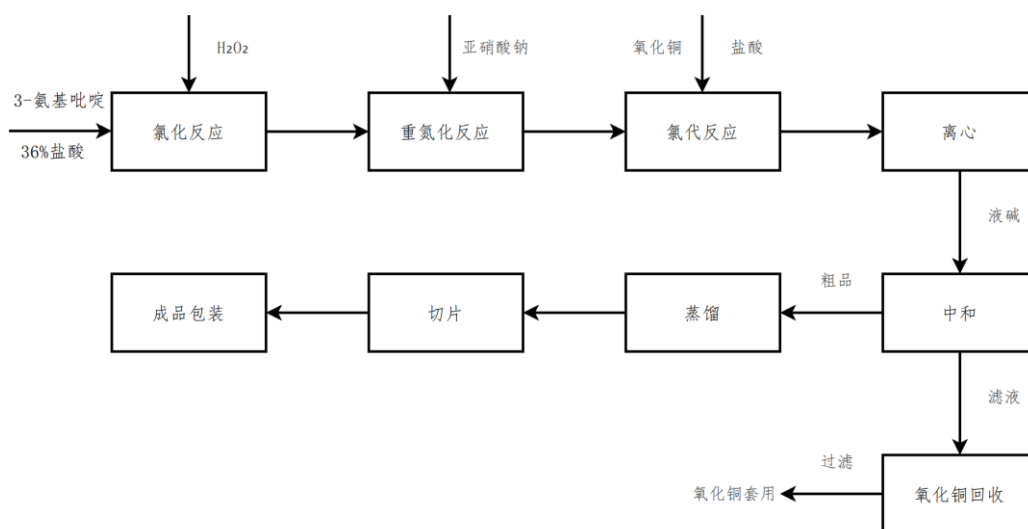 H₂O₂
亚硝酸钠
氧化铜
盐酸
3-氨基吡啶
36%盐酸
氯化反应
重氮化反应
氯代反应
离心
液碱
成品包装
切片
蒸馏
粗品
中和
滤液
过滤
氧化铜套用
氧化铜回收